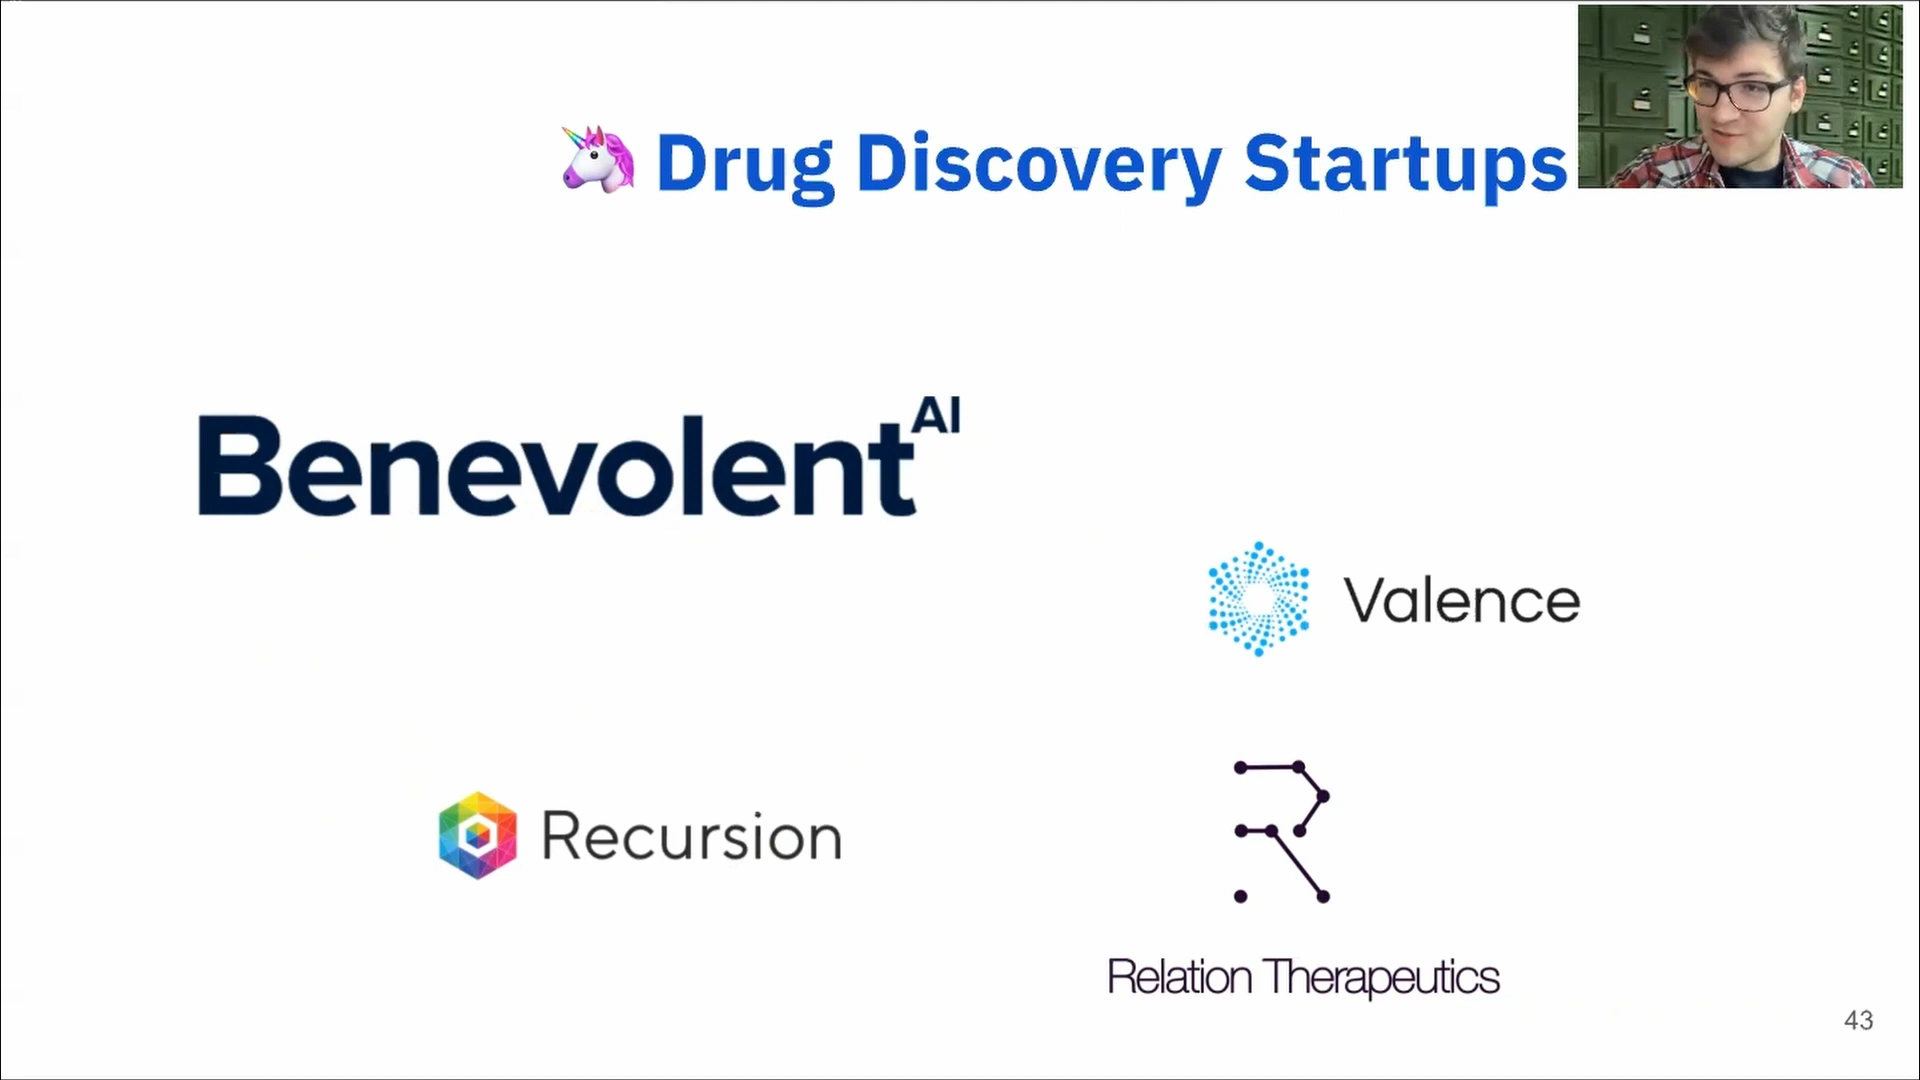 🦄 Drug Discovery Startups
Benevolent AI
Valence
Recursion
Relation Therapeutics
43